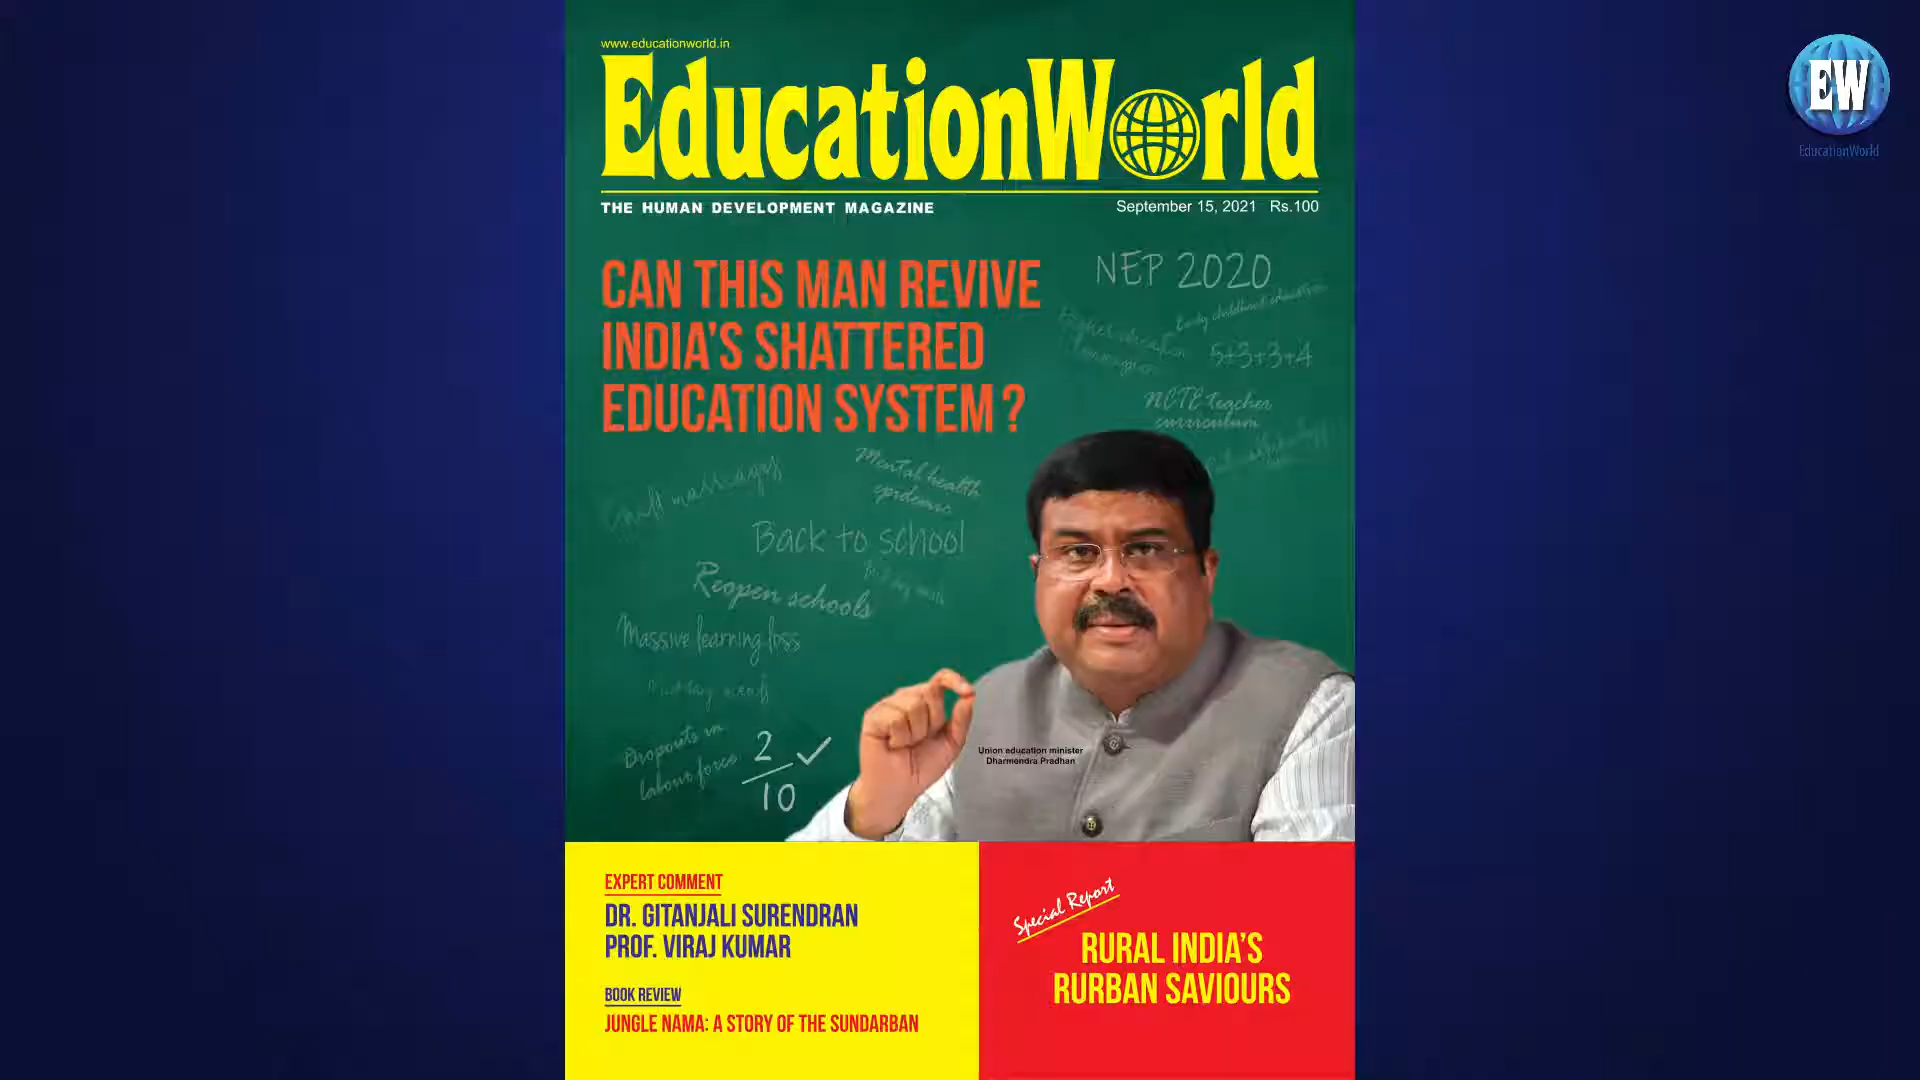 www.educationworld.in
EducationWorld
THE HUMAN DEVELOPMENT MAGAZINE
September 15, 2021 Rs.100
EW
EducationWorld
CAN THIS MAN REVIVE
INDIA'S SHATTERED
EDUCATION SYSTEM?
NEP 2020
Early childhood education
5+3+3+4
NCTE teacher
curriculum
Mental health
epidemic
Back to school
Reopen schools
Massive learning loss
Dropouts in
labour force
2
10
Union education minister
Dharmendra Pradhan
EXPERT COMMENT
DR. GITANJALI SURENDRAN
PROF. VIRAJ KUMAR
BOOK REVIEW
JUNGLE NAMA: A STORY OF THE SUNDARBAN
Special Report
RURAL INDIA'S
RURBAN SAVIOURS